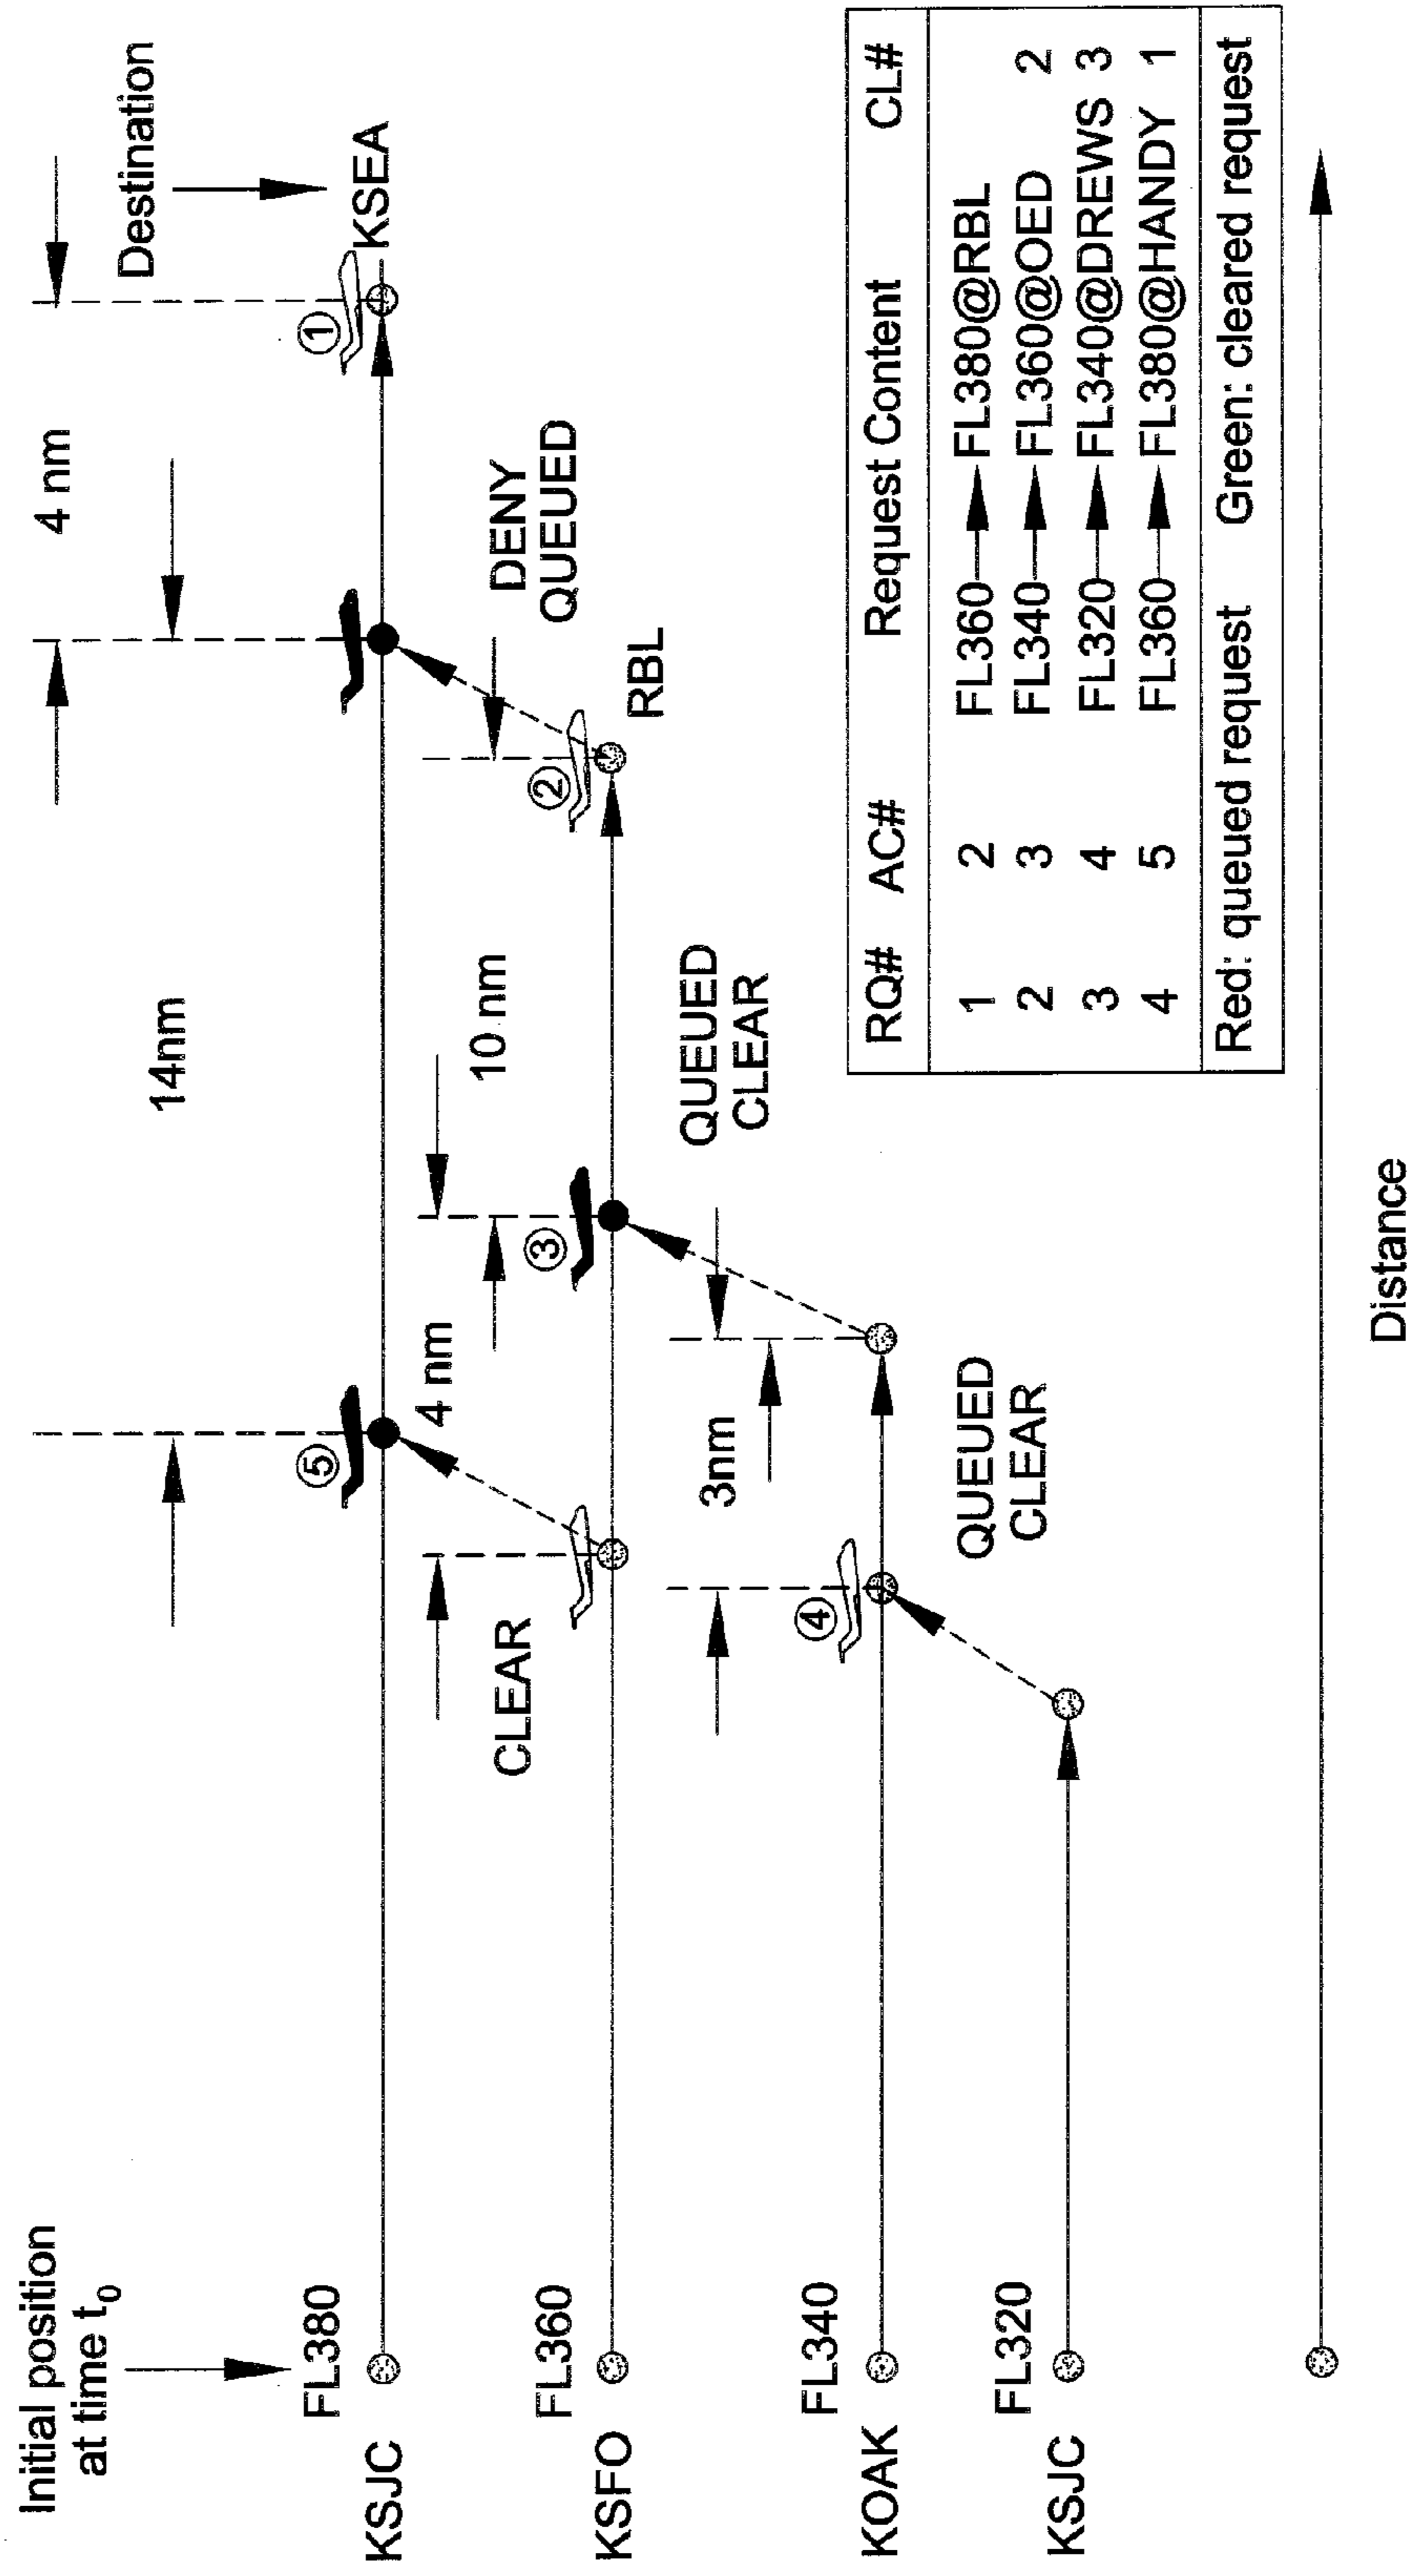 Initial position
at time t0
Destination
KSJC
FL380
KSEA
14nm
4 nm
①
⑤
KSFO
FL360
CLEAR
4 nm
10 nm
③
②
RBL
DENY
QUEUED
KOAK
FL340
④
3nm
QUEUED
CLEAR
KSJC
FL320
QUEUED
CLEAR
RQ# AC# Request Content CL#
1 2 FL360→FL380@RBL
2 3 FL340→FL360@OED 2
3 4 FL320→FL340@DREWS 3
4 5 FL360→FL380@HANDY 1
Red: queued request Green: cleared request
Distance